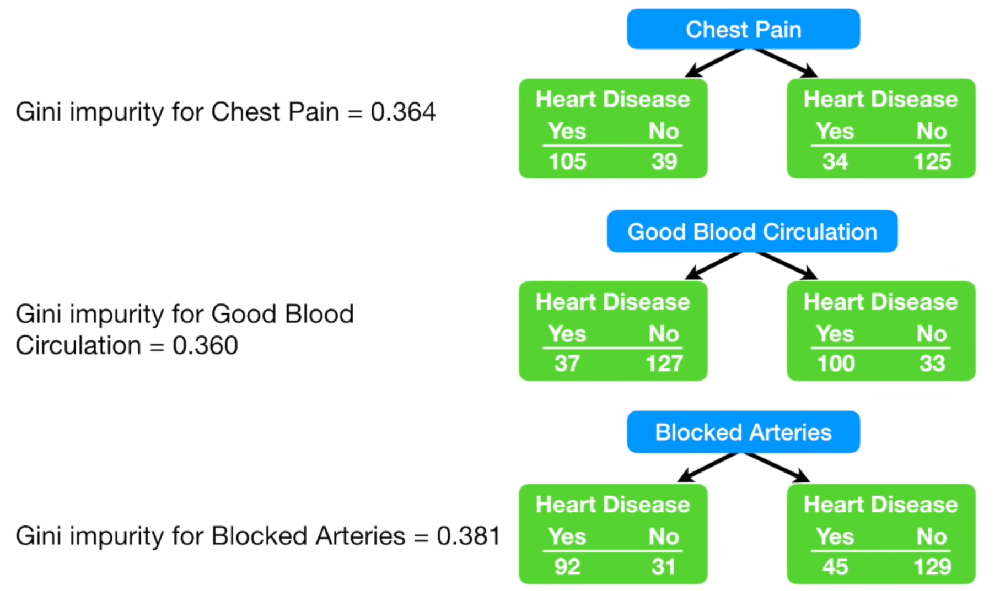 Chest Pain
Gini impurity for Chest Pain = 0.364
Heart Disease
Yes No
105 39
Heart Disease
Yes No
34 125
Good Blood Circulation
Gini impurity for Good Blood
Circulation = 0.360
Heart Disease
Yes No
37 127
Heart Disease
Yes No
100 33
Blocked Arteries
Gini impurity for Blocked Arteries = 0.381
Heart Disease
Yes No
92 31
Heart Disease
Yes No
45 129